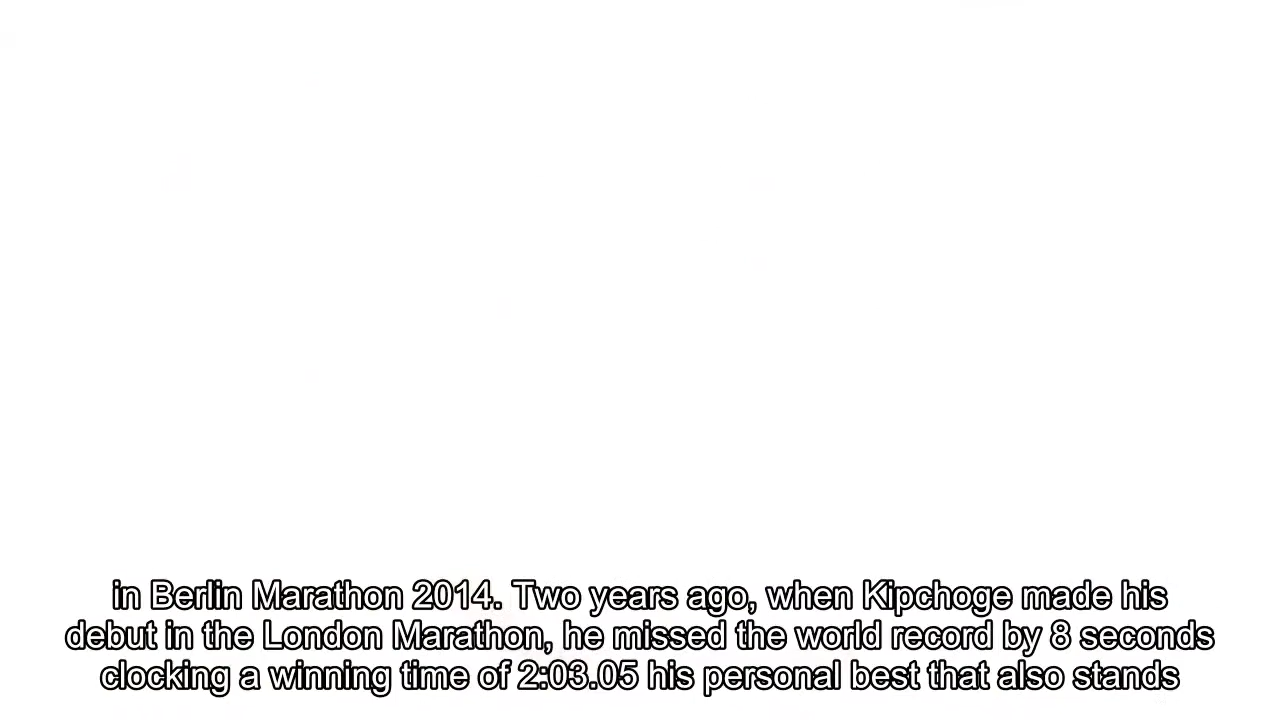 in Berlin Marathon 2014. Two years ago, when Kipchoge made his
debut in the London Marathon, he missed the world record by 8 seconds
clocking a winning time of 2:03.05 his personal best that also stands